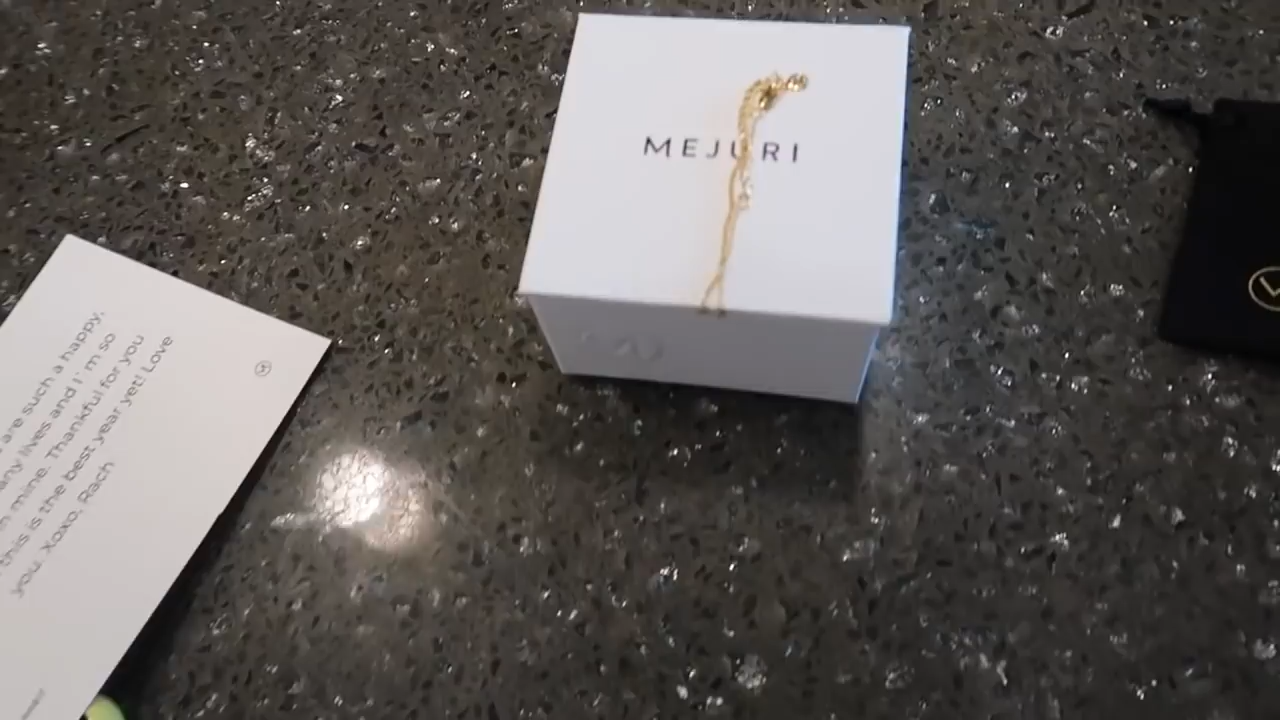 MEJURI
are such a happy,
any lives and I'm so
mine. Thankful for you
this is the best year yet! Love
you. Xoxo, Rach